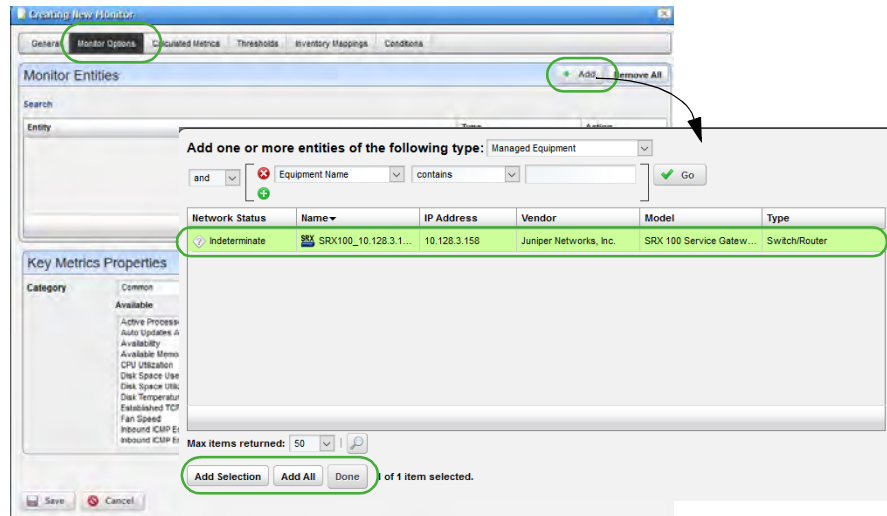 Creating New Monitor
General Monitor Options Calculated Metrics Thresholds Inventory Mappings Conditions
Monitor Entities
Add Remove All
Search
Entity Type Action
Add one or more entities of the following type: Managed Equipment
and Equipment Name contains Go
Network Status Name IP Address Vendor Model Type
Indeterminate SRX100_10.128.3.1... 10.128.3.158 Juniper Networks, Inc. SRX 100 Service Gatew... Switch/Router
Key Metrics Properties
Category Common
Available
Active Process
Auto Updates A
Availability
Available Memo
CPU Utilization
Disk Space Use
Disk Space Utili
Disk Temperatur
Established TCP
Fan Speed
Inbound ICMP Er
Inbound ICMP Er
Max items returned: 50
Add Selection Add All Done of 1 item selected.
Save Cancel